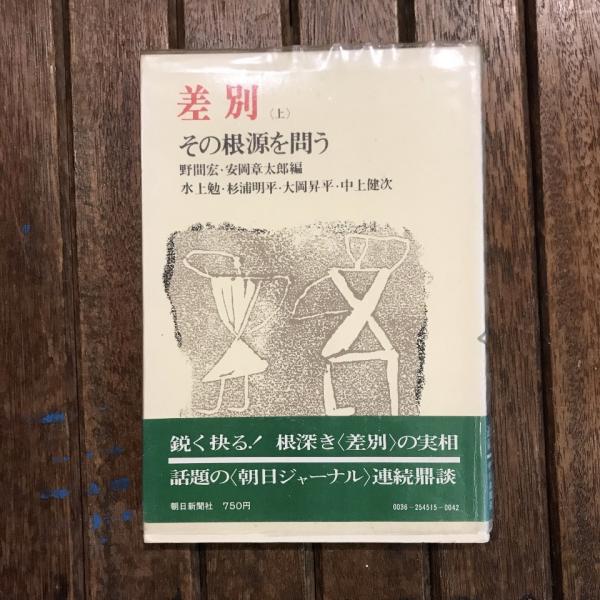 差別(上)
その根源を問う
野間宏・安岡章太郎編
水上勉・杉浦明平・大岡昇平・中上健次
鋭く抉る!根深き〈差別〉の実相
話題の〈朝日ジャーナル〉連続鼎談
朝日新聞社 750円
0036-254515-0042